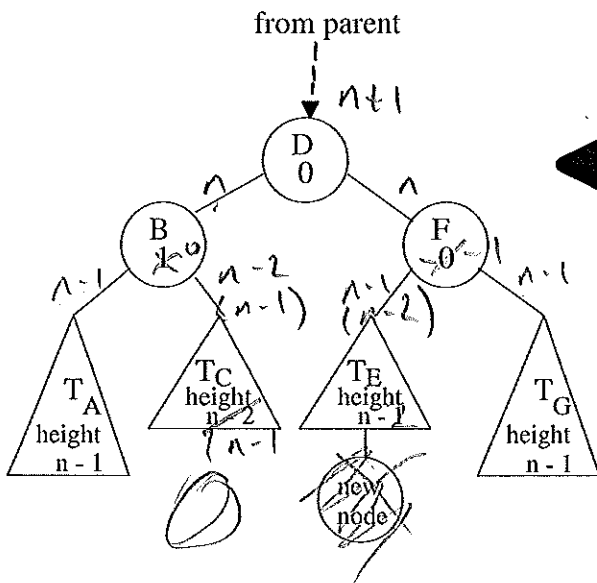 from parent
n+1
D
0
n
n
B
1 0
F
0 -1
n-1
n-2
(n-1)
n-1
(n-2)
n-1
T_A
height
n - 1
T_C
height
n - 2
n-1
T_E
height
n - 1
T_G
height
n - 1
new
node